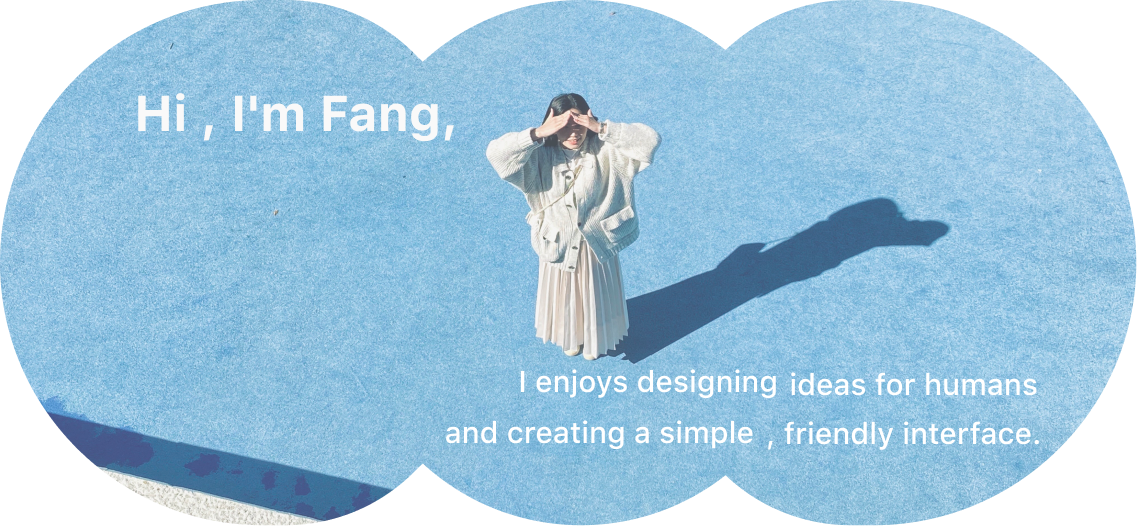 Hi , I'm Fang,
I enjoys designing ideas for humans
and creating a simple , friendly interface.